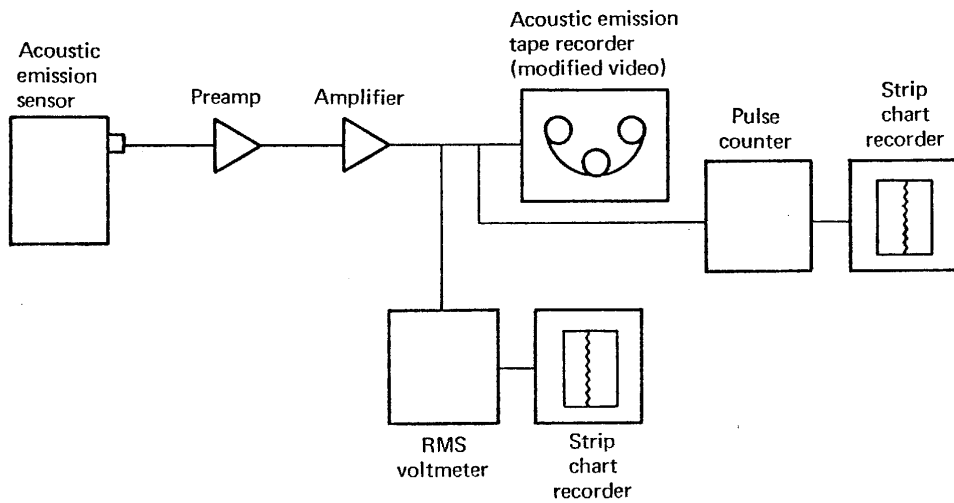 Acoustic
emission
sensor
Preamp
Amplifier
Acoustic emission
tape recorder
(modified video)
Pulse
counter
Strip
chart
recorder
RMS
voltmeter
Strip
chart
recorder